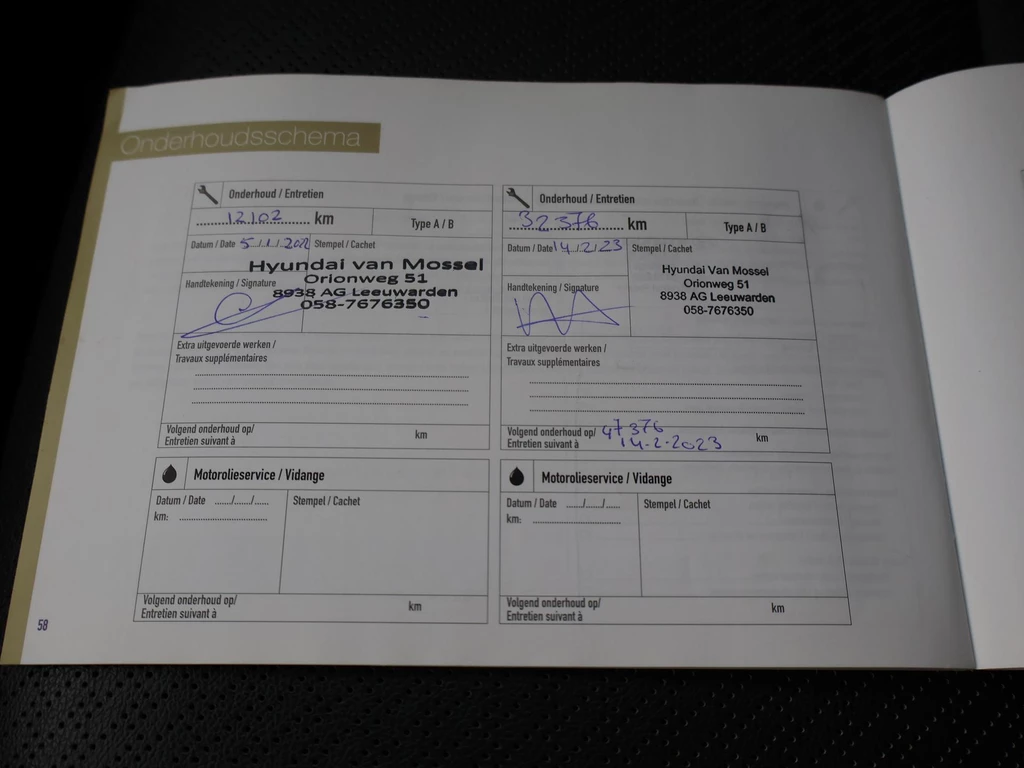 Onderhoudsschema
Onderhoud / Entretien
12102 km
Type A / B
Datum / Date 5/1/2022
Stempel / Cachet
Hyundai van Mossel
Orionweg 51
8938 AG Leeuwarden
058-7676350
Handtekening / Signature
Extra uitgevoerde werken /
Travaux supplémentaires
Volgend onderhoud op/
Entretien suivant à
km
Onderhoud / Entretien
32376 km
Type A / B
Datum / Date 14/2/23
Stempel / Cachet
Hyundai Van Mossel
Orionweg 51
8938 AG Leeuwarden
058-7676350
Handtekening / Signature
Extra uitgevoerde werken /
Travaux supplémentaires
Volgend onderhoud op/ 47376
Entretien suivant à 14-2-2023
km
Motorolieservice / Vidange
Datum / Date ....../....../......
Stempel / Cachet
km:
Volgend onderhoud op/
Entretien suivant à
km
Motorolieservice / Vidange
Datum / Date ....../....../......
Stempel / Cachet
km:
Volgend onderhoud op/
Entretien suivant à
km
58